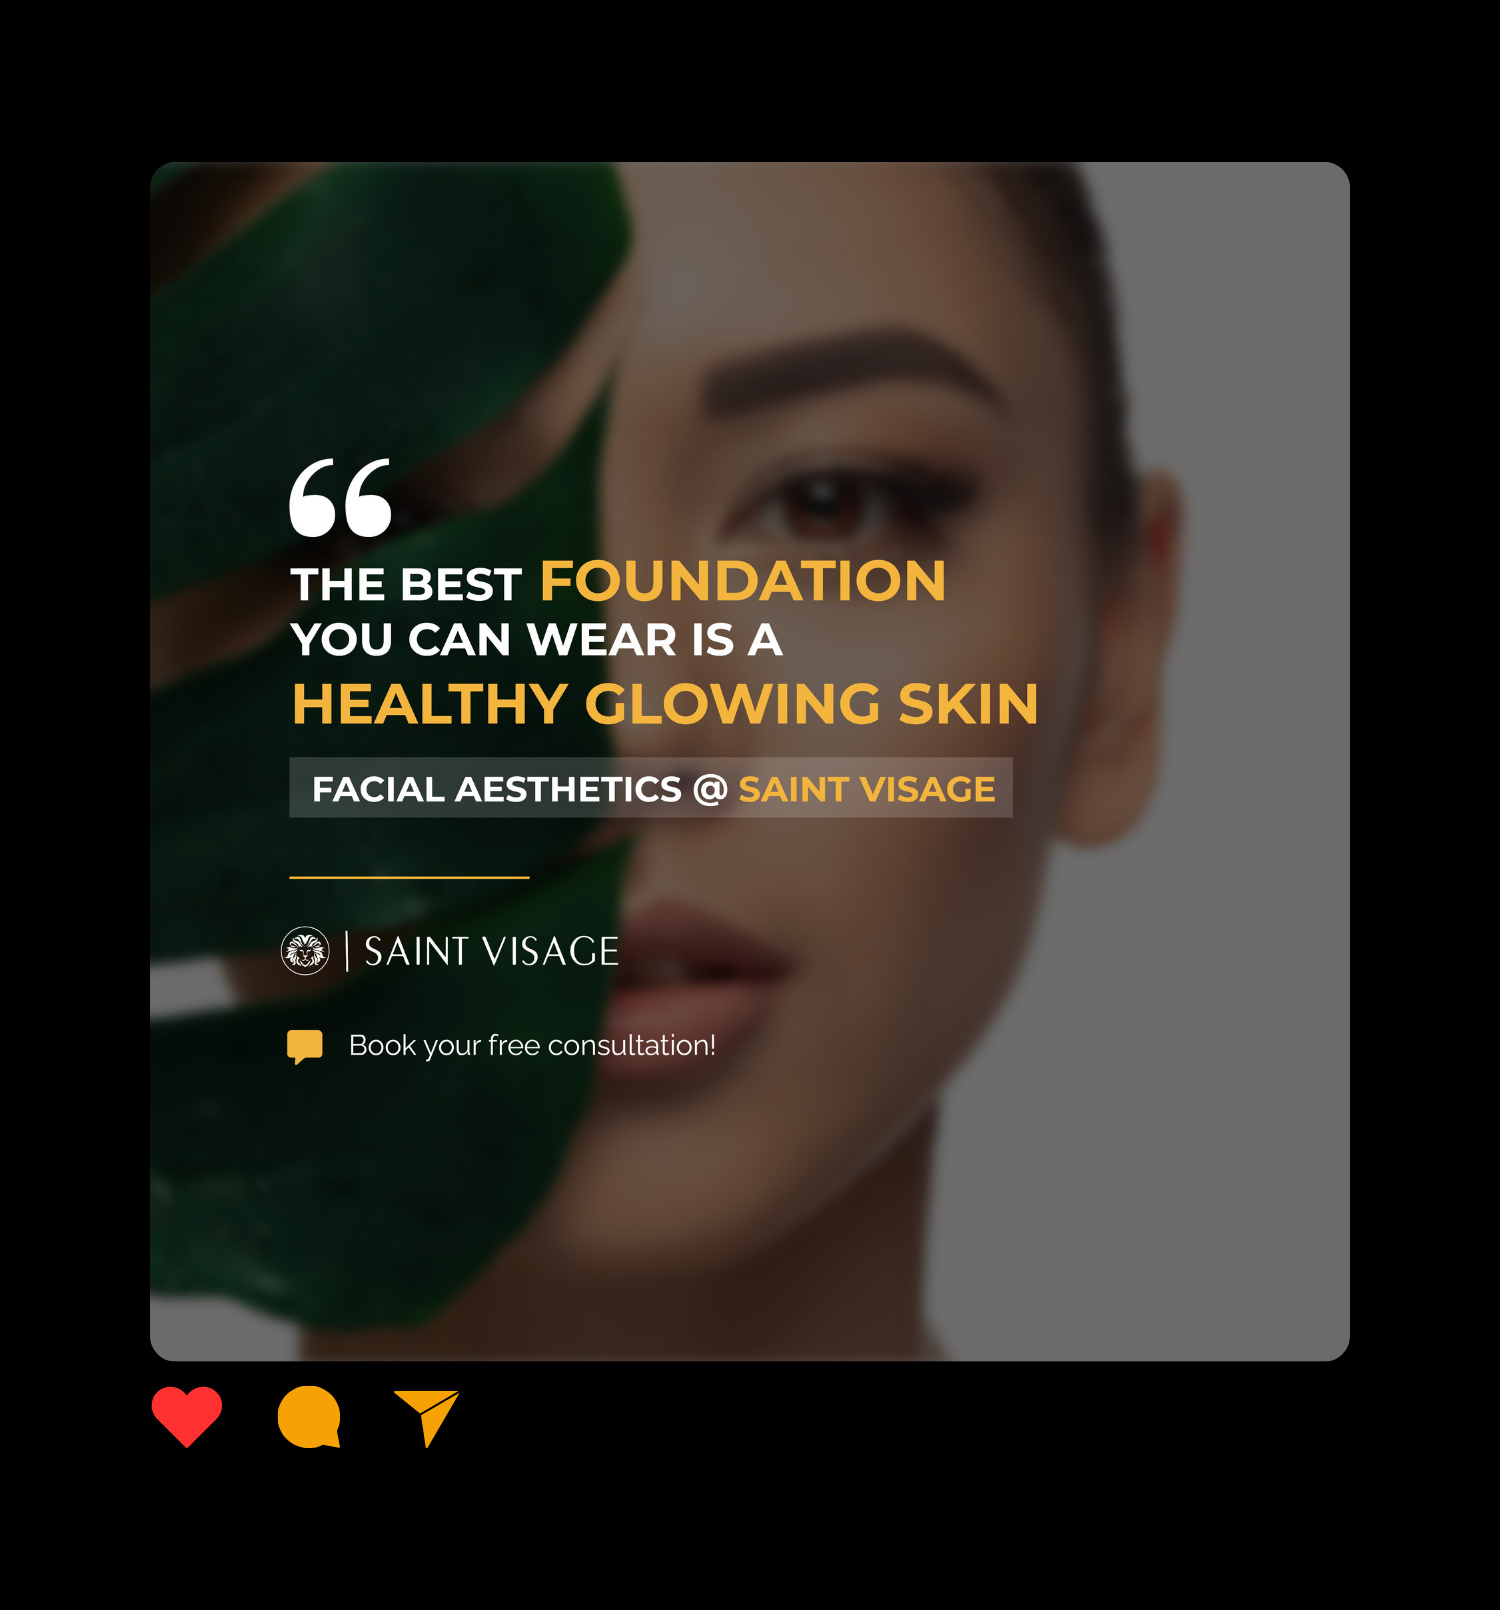 “
THE BEST FOUNDATION
YOU CAN WEAR IS A
HEALTHY GLOWING SKIN
FACIAL AESTHETICS @ SAINT VISAGE
| SAINT VISAGE
Book your free consultation!